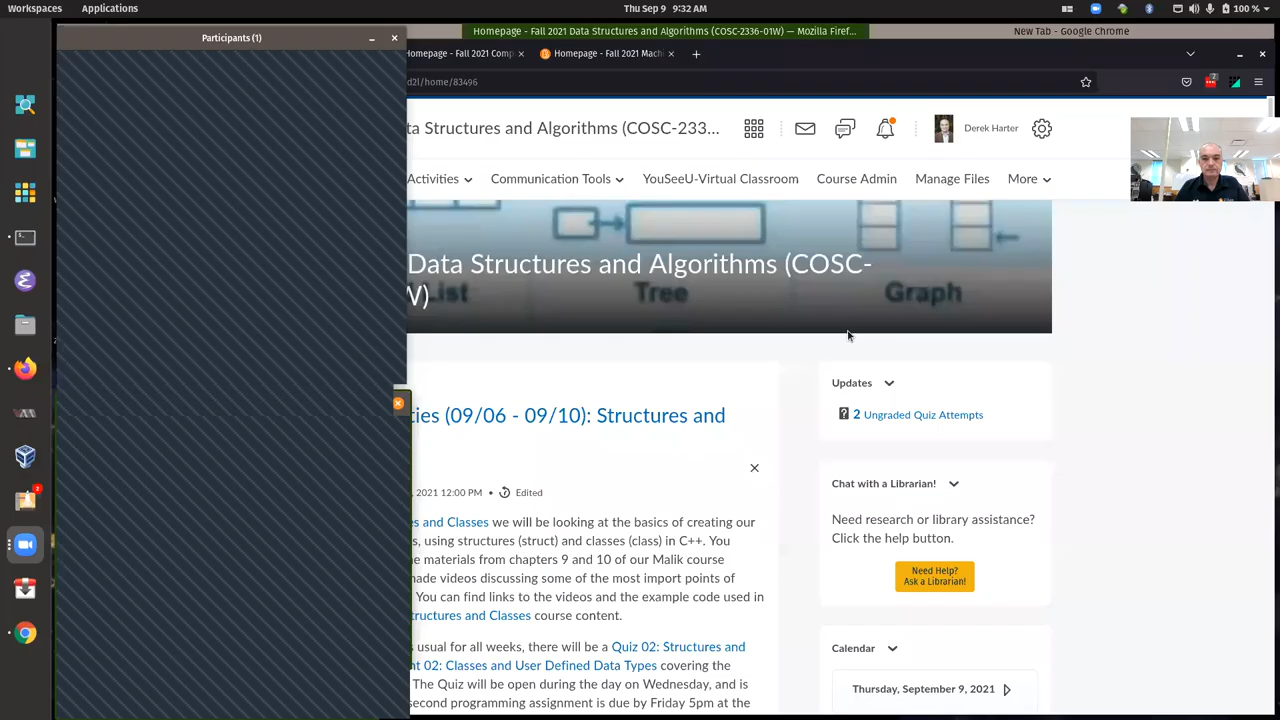 Workspaces
Applications
Thu Sep 9 9:32 AM
100 %
Participants (1)
Homepage - Fall 2021 Data Structures and Algorithms (COSC-2336-01W) — Mozilla Firef...
New Tab - Google Chrome
Homepage - Fall 2021 Comp
Homepage - Fall 2021 Machi
d2l/home/83496
ta Structures and Algorithms (COSC-233...
Derek Harter
Activities
Communication Tools
YouSeeU-Virtual Classroom
Course Admin
Manage Files
More
Data Structures and Algorithms (COSC-
W)
List
Tree
Graph
ties (09/06 - 09/10): Structures and
2021 12:00 PM • Edited
es and Classes we will be looking at the basics of creating our
s, using structures (struct) and classes (class) in C++. You
e materials from chapters 9 and 10 of our Malik course
nade videos discussing some of the most import points of
You can find links to the videos and the example code used in
tructures and Classes course content.
usual for all weeks, there will be a Quiz 02: Structures and
t 02: Classes and User Defined Data Types covering the
The Quiz will be open during the day on Wednesday, and is
second programming assignment is due by Friday 5pm at the
Updates
2 Ungraded Quiz Attempts
Chat with a Librarian!
Need research or library assistance?
Click the help button.
Need Help?
Ask a Librarian!
Calendar
Thursday, September 9, 2021